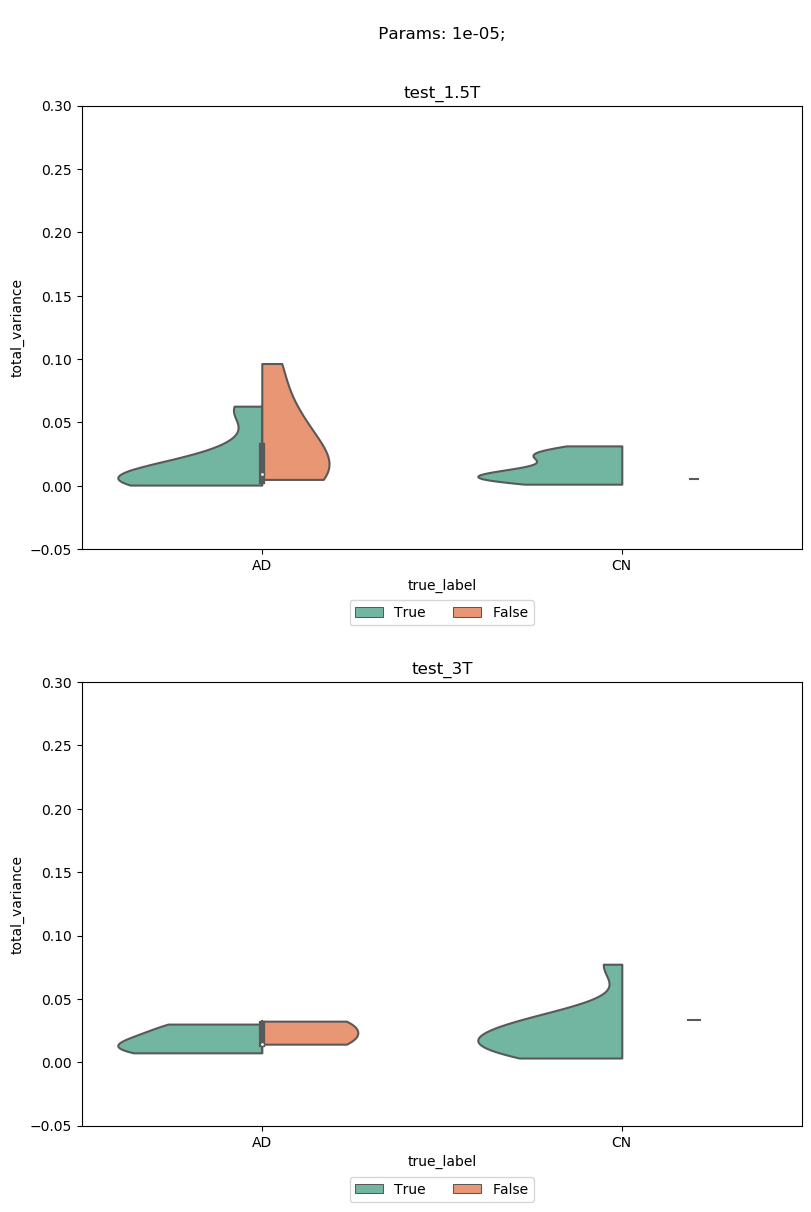 Params: 1e-05;
test_1.5T
0.30
0.25
0.20
0.15
0.10
0.05
0.00
−0.05
total_variance
AD CN
true_label
True False
test_3T
0.30
0.25
0.20
0.15
0.10
0.05
0.00
−0.05
total_variance
AD CN
true_label
True False